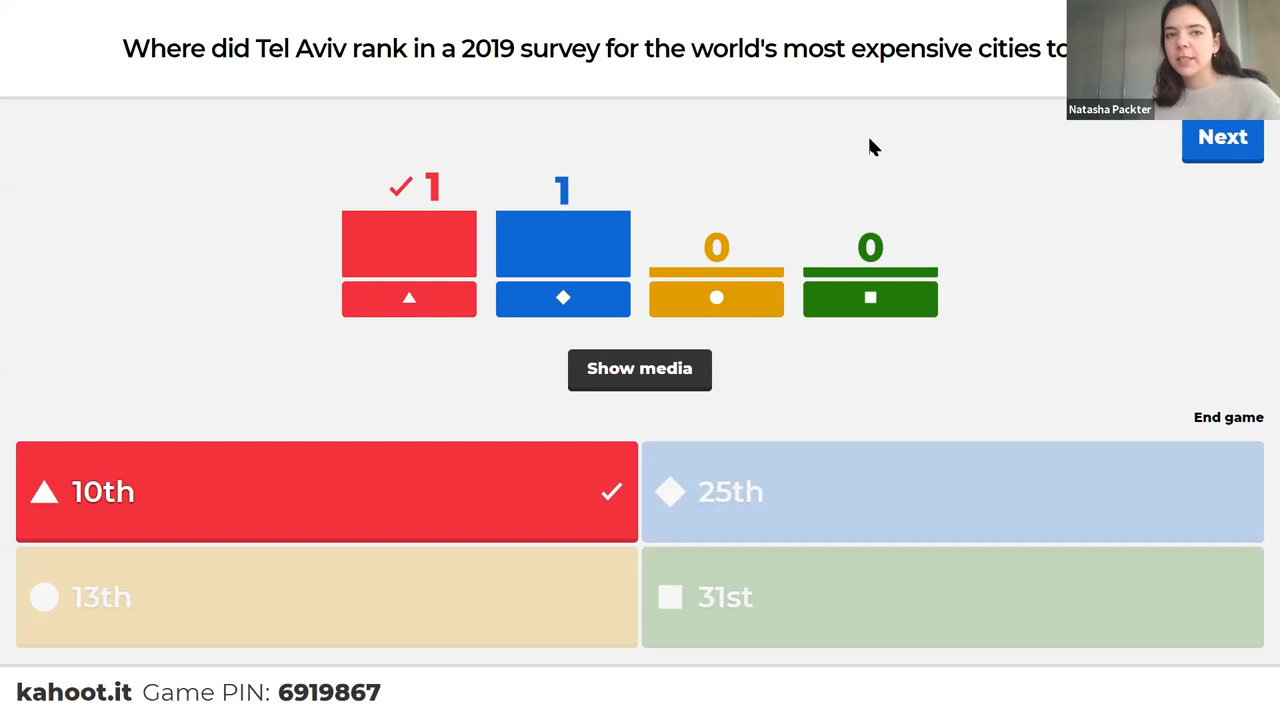 Where did Tel Aviv rank in a 2019 survey for the world's most expensive cities to
Natasha Packter
Next
1
1
0
0
Show media
End game
10th
25th
13th
31st
kahoot.it Game PIN: 6919867